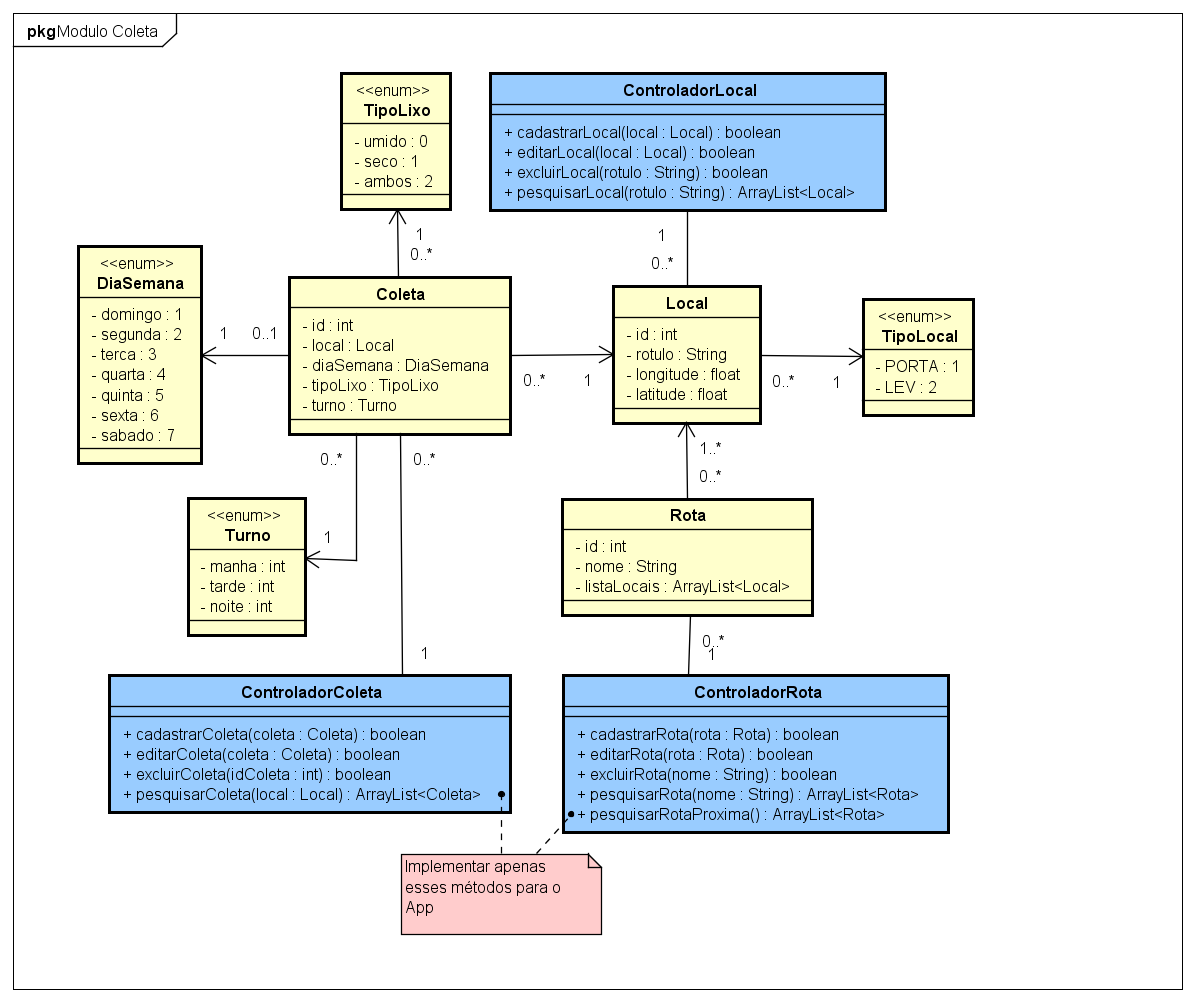 pkg Modulo Coleta
<<enum>>
TipoLixo
- umido : 0
- seco : 1
- ambos : 2
ControladorLocal
+ cadastrarLocal(local : Local) : boolean
+ editarLocal(local : Local) : boolean
+ excluirLocal(rotulo : String) : boolean
+ pesquisarLocal(rotulo : String) : ArrayList<Local>
1
0..*
1
0..*
<<enum>>
DiaSemana
- domingo : 1
- segunda : 2
- terca : 3
- quarta : 4
- quinta : 5
- sexta : 6
- sabado : 7
1
0..1
Coleta
- id : int
- local : Local
- diaSemana : DiaSemana
- tipoLixo : TipoLixo
- turno : Turno
0..*
1
Local
- id : int
- rotulo : String
- longitude : float
- latitude : float
0..*
1
<<enum>>
TipoLocal
- PORTA : 1
- LEV : 2
0..*
0..*
1..*
0..*
<<enum>>
Turno
- manha : int
- tarde : int
- noite : int
1
Rota
- id : int
- nome : String
- listaLocais : ArrayList<Local>
1
0..*
1
ControladorColeta
+ cadastrarColeta(coleta : Coleta) : boolean
+ editarColeta(coleta : Coleta) : boolean
+ excluirColeta(idColeta : int) : boolean
+ pesquisarColeta(local : Local) : ArrayList<Coleta>
ControladorRota
+ cadastrarRota(rota : Rota) : boolean
+ editarRota(rota : Rota) : boolean
+ excluirRota(nome : String) : boolean
+ pesquisarRota(nome : String) : ArrayList<Rota>
+ pesquisarRotaProxima() : ArrayList<Rota>
Implementar apenas
esses métodos para o
App